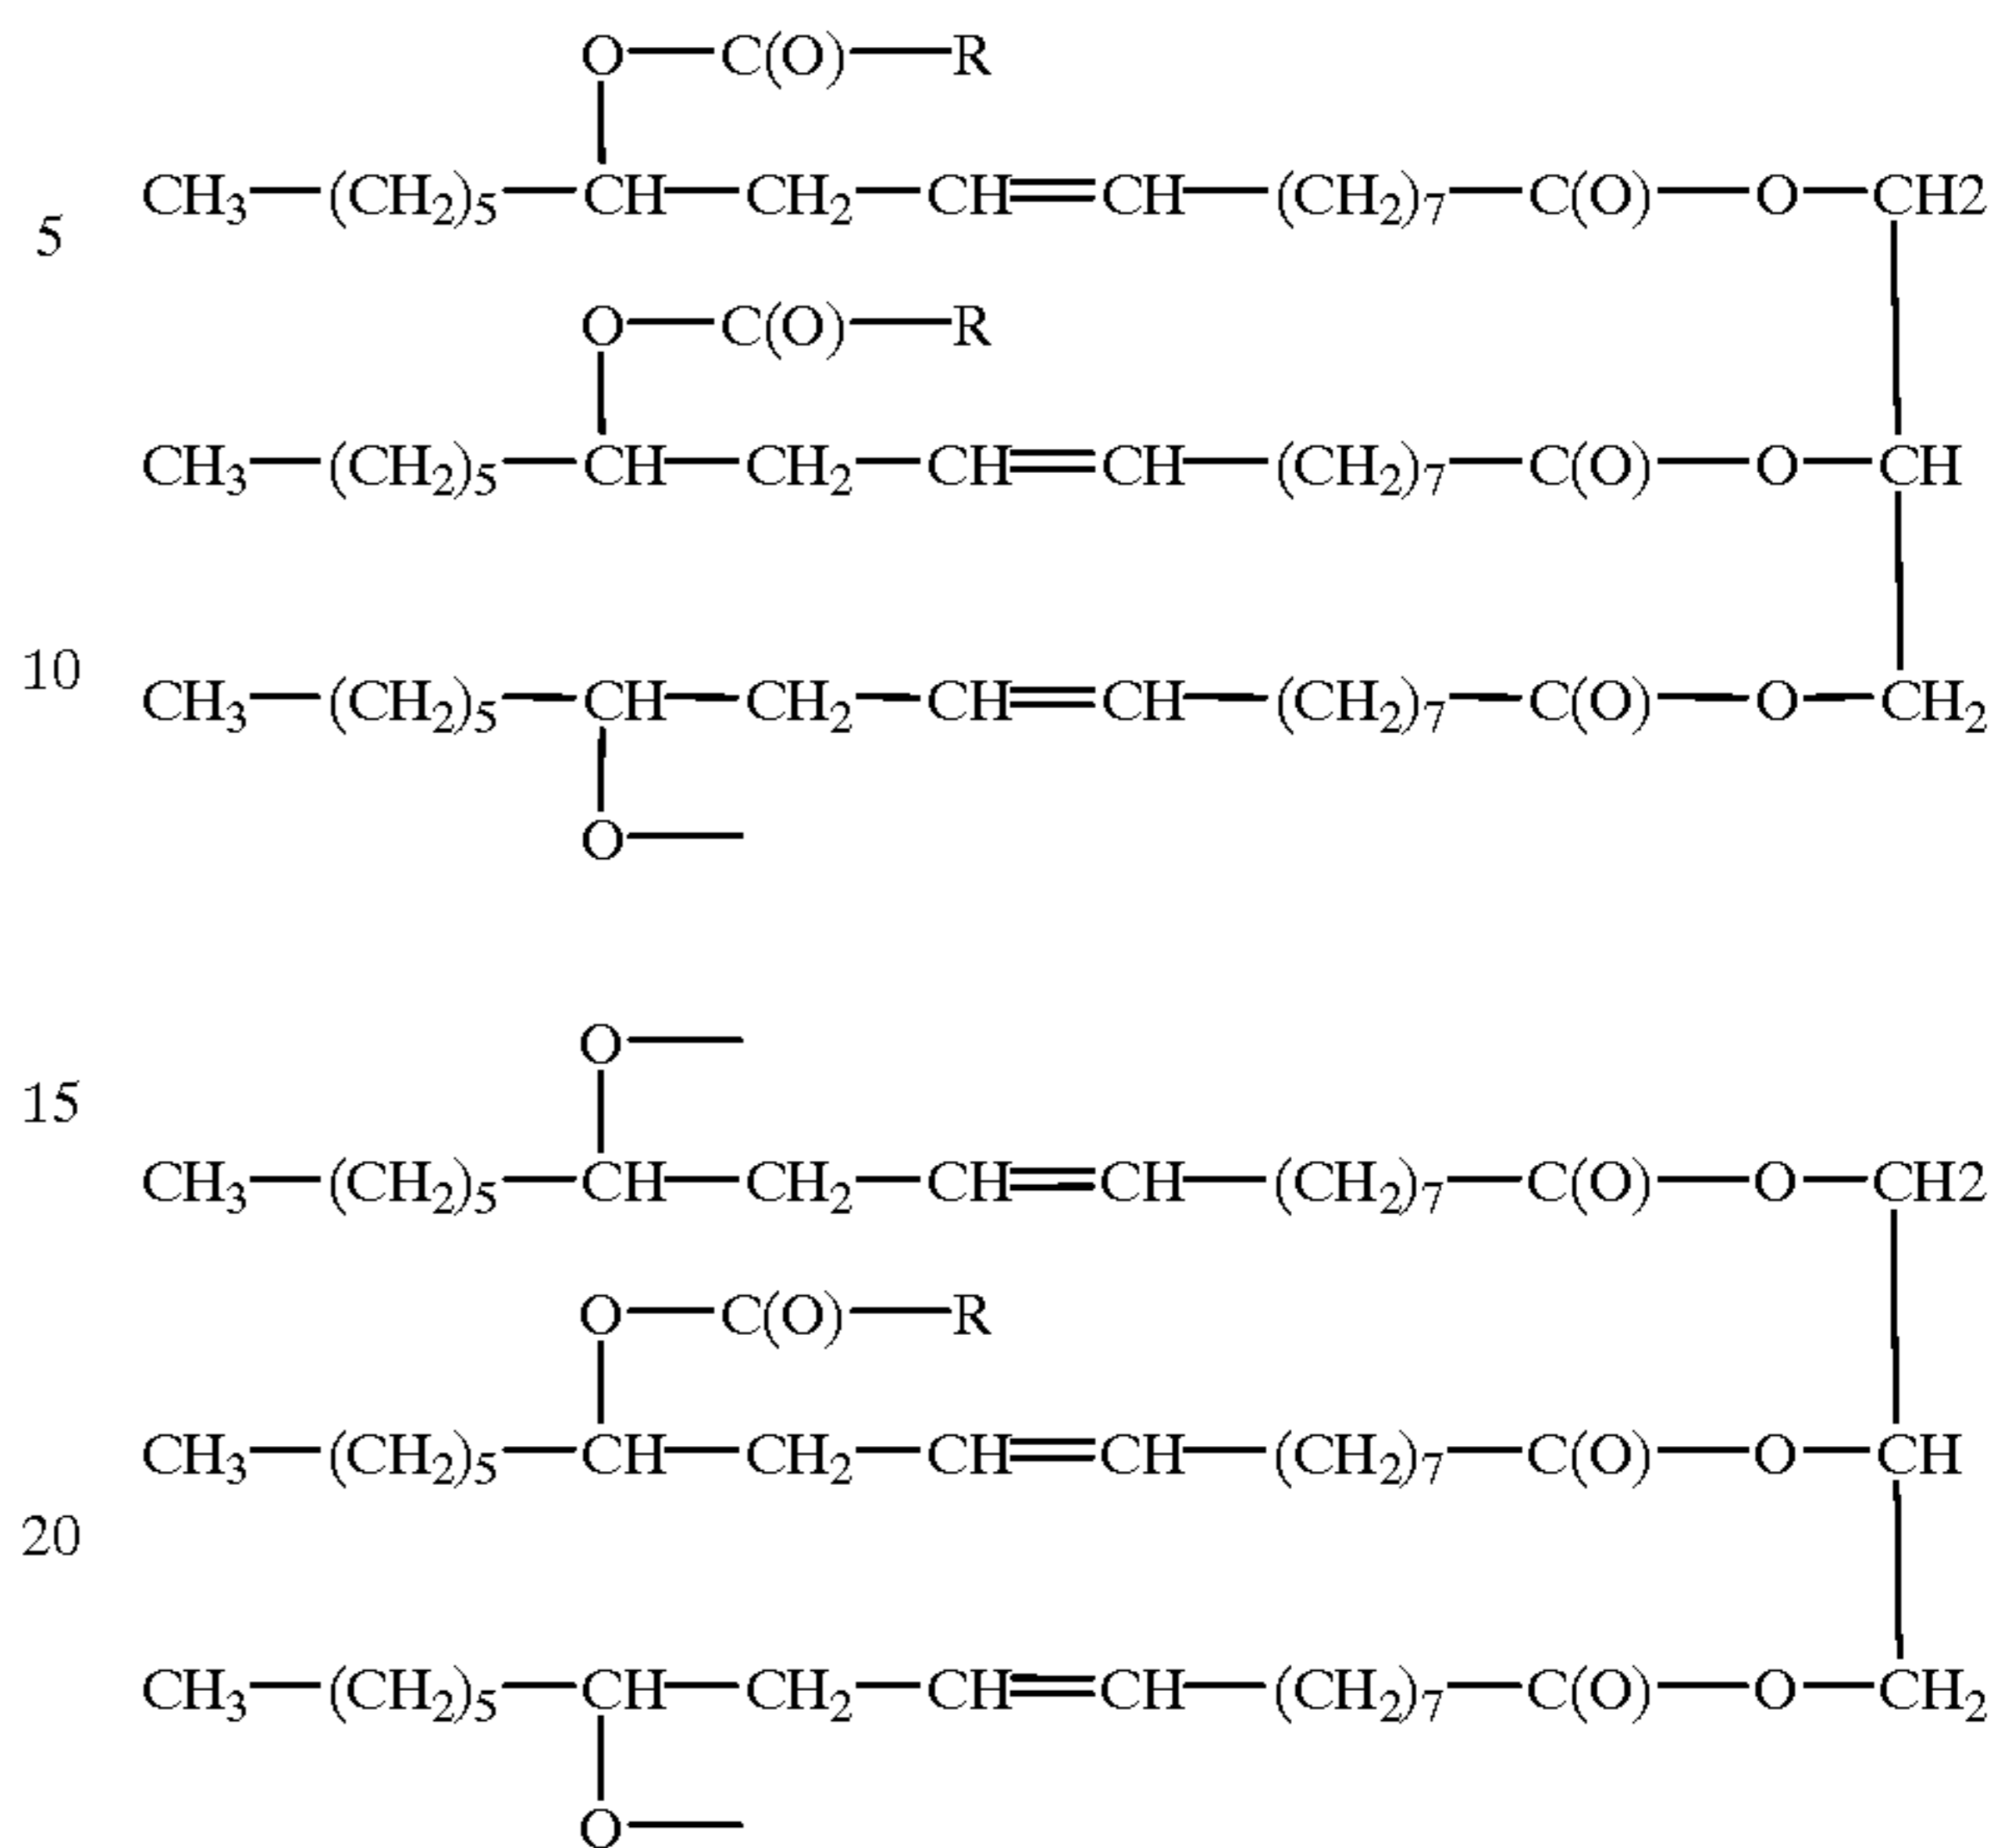 O—C(O)—R
CH₃—(CH₂)₅—CH—CH₂—CH=CH—(CH₂)₇—C(O)—O—CH2
5
O—C(O)—R
CH₃—(CH₂)₅—CH—CH₂—CH=CH—(CH₂)₇—C(O)—O—CH
10
CH₃—(CH₂)₅—CH—CH₂—CH=CH—(CH₂)₇—C(O)—O—CH₂
O—
O—
15
CH₃—(CH₂)₅—CH—CH₂—CH=CH—(CH₂)₇—C(O)—O—CH2
O—C(O)—R
CH₃—(CH₂)₅—CH—CH₂—CH=CH—(CH₂)₇—C(O)—O—CH
20
CH₃—(CH₂)₅—CH—CH₂—CH=CH—(CH₂)₇—C(O)—O—CH₂
O—